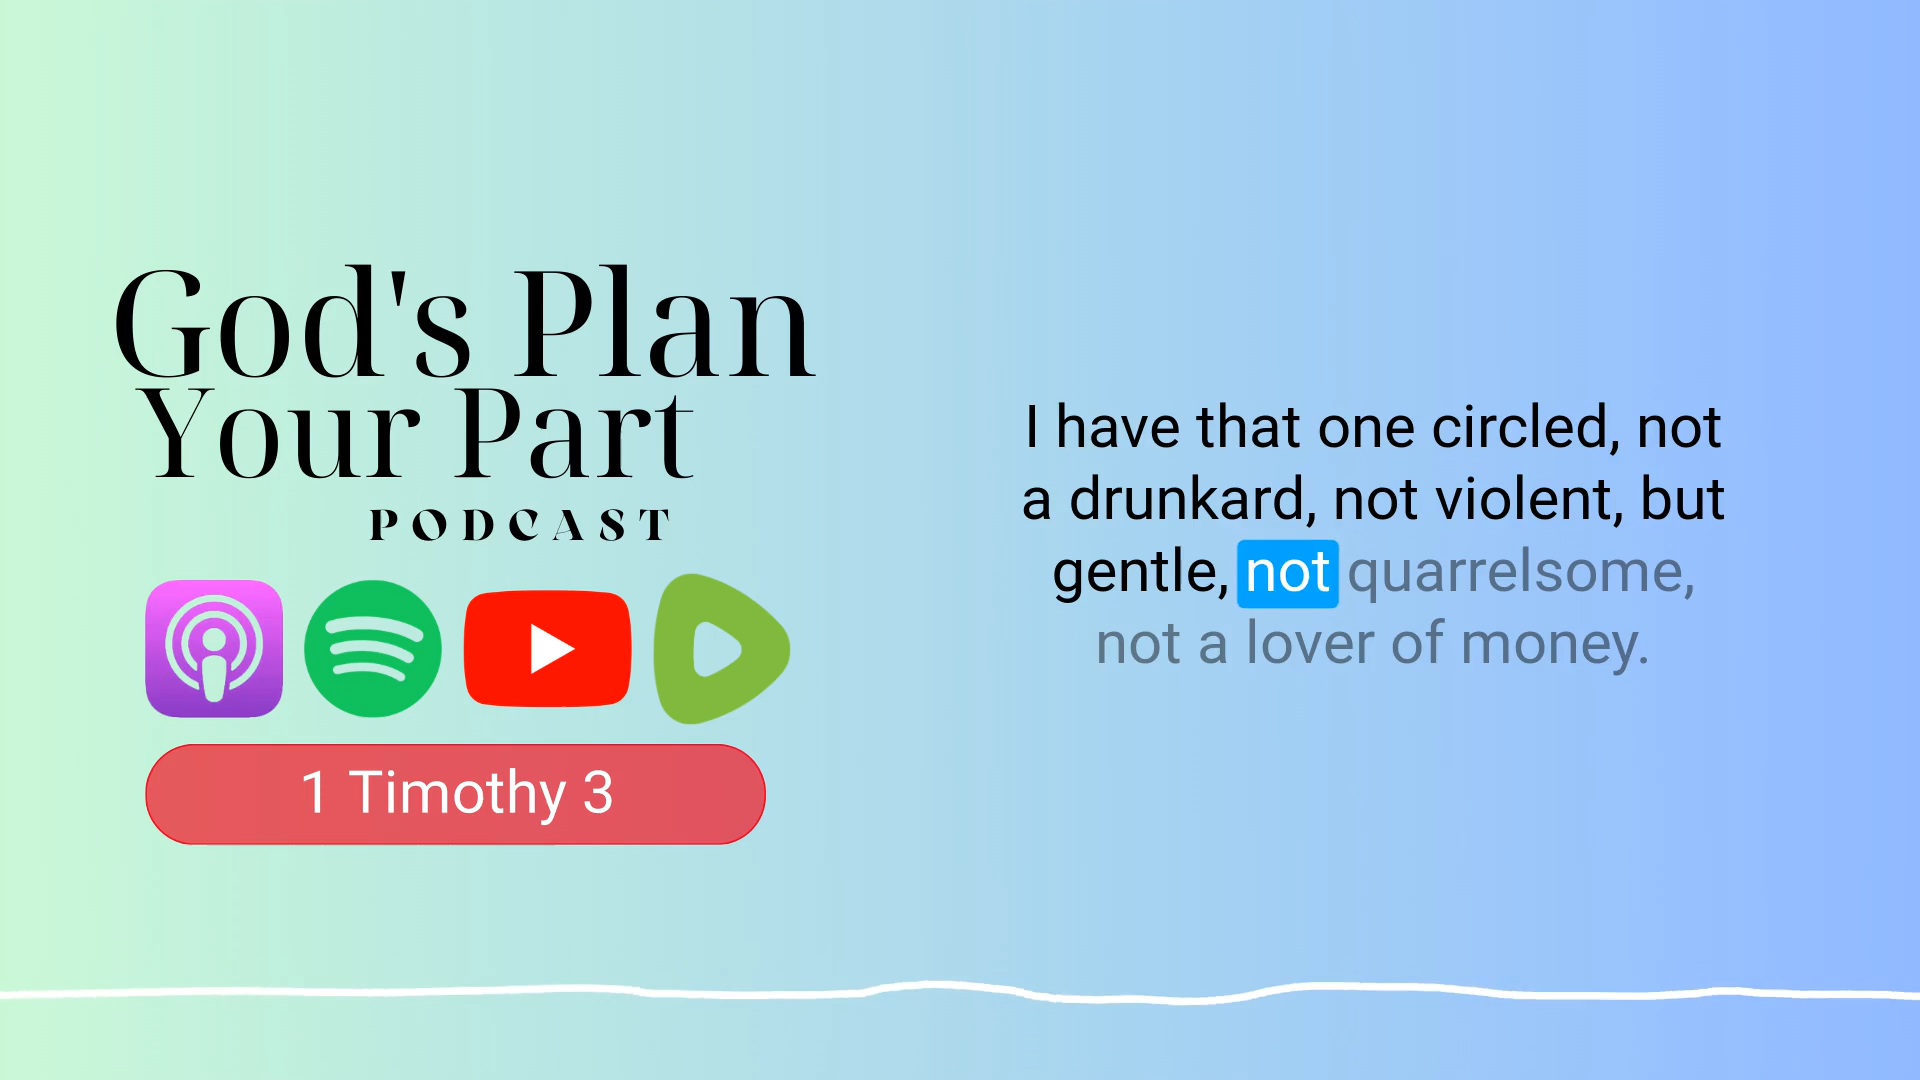 God's Plan
Your Part
PODCAST
1 Timothy 3
I have that one circled, not
a drunkard, not violent, but
gentle, not quarrelsome,
not a lover of money.